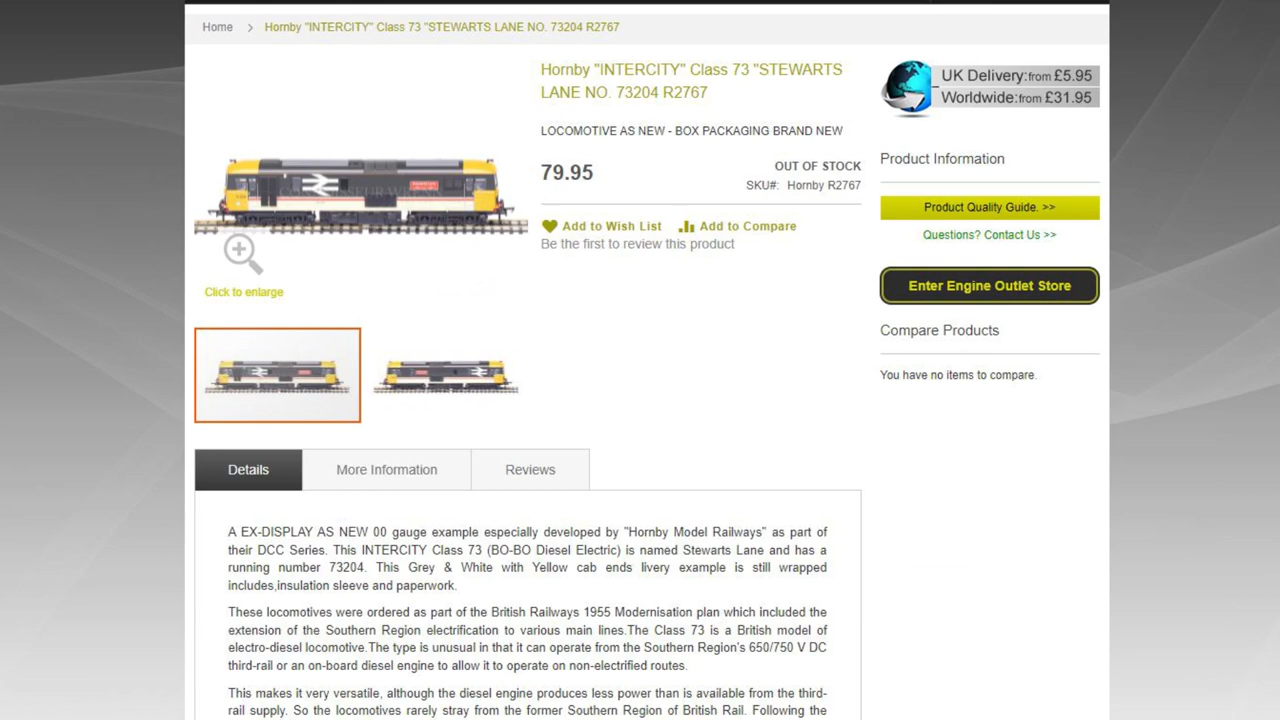 Home > Hornby "INTERCITY" Class 73 "STEWARTS LANE NO. 73204 R2767
Hornby "INTERCITY" Class 73 "STEWARTS
LANE NO. 73204 R2767
LOCOMOTIVE AS NEW - BOX PACKAGING BRAND NEW
79.95
OUT OF STOCK
SKU#: Hornby R2767
Add to Wish List
Add to Compare
Be the first to review this product
Click to enlarge
UK Delivery:from £5.95
Worldwide:from £31.95
Product Information
Product Quality Guide. >>
Questions? Contact Us >>
Enter Engine Outlet Store
Compare Products
You have no items to compare.
Details
More Information
Reviews
A EX-DISPLAY AS NEW 00 gauge example especially developed by "Hornby Model Railways" as part of
their DCC Series. This INTERCITY Class 73 (BO-BO Diesel Electric) is named Stewarts Lane and has a
running number 73204. This Grey & White with Yellow cab ends livery example is still wrapped
includes,insulation sleeve and paperwork.
These locomotives were ordered as part of the British Railways 1955 Modernisation plan which included the
extension of the Southern Region electrification to various main lines.The Class 73 is a British model of
electro-diesel locomotive.The type is unusual in that it can operate from the Southern Region's 650/750 V DC
third-rail or an on-board diesel engine to allow it to operate on non-electrified routes.
This makes it very versatile, although the diesel engine produces less power than is available from the third-
rail supply. So the locomotives rarely stray from the former Southern Region of British Rail. Following the